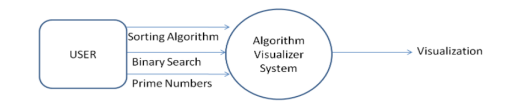 USER
Sorting Algorithm
Binary Search
Prime Numbers
Algorithm
Visualizer
System
Visualization